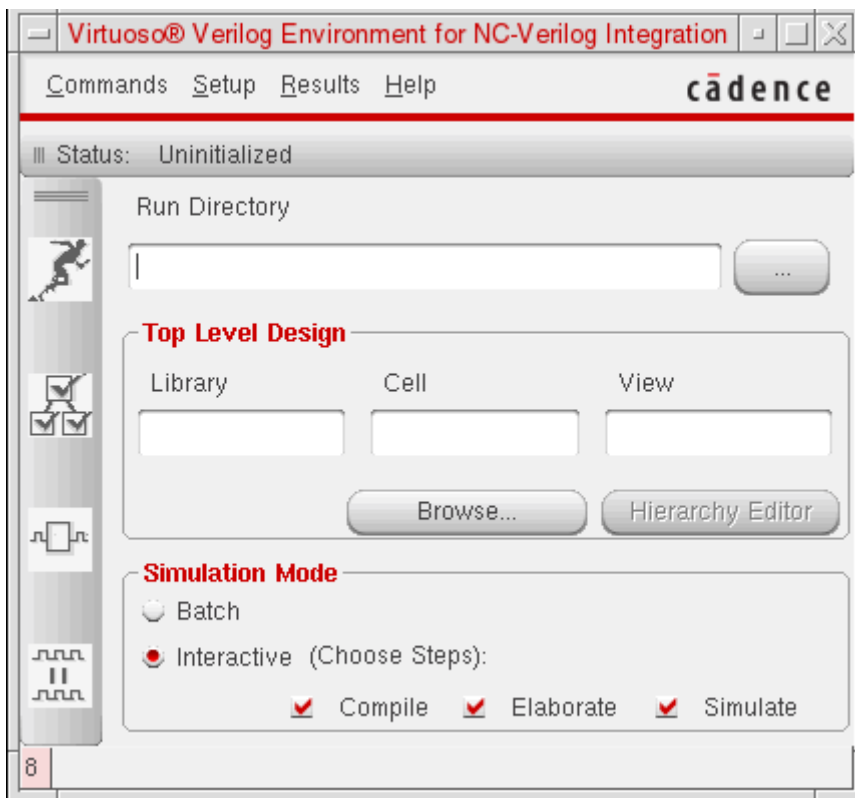 Virtuoso® Verilog Environment for NC-Verilog Integration
Commands Setup Results Help cādence
Status: Uninitialized
Run Directory
...
Top Level Design
Library Cell View
Browse... Hierarchy Editor
Simulation Mode
Batch
Interactive (Choose Steps):
Compile Elaborate Simulate
8